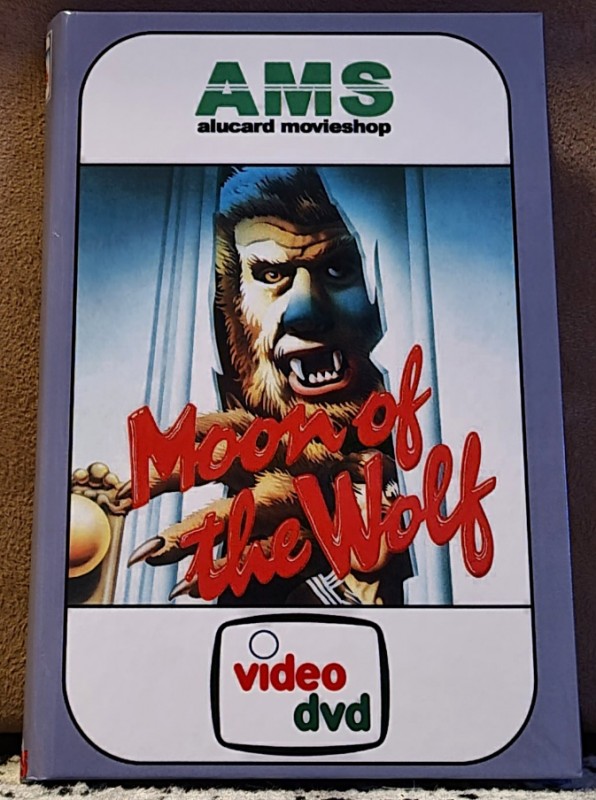 AMS
alucard movieshop
Moon of
the Wolf
video
dvd